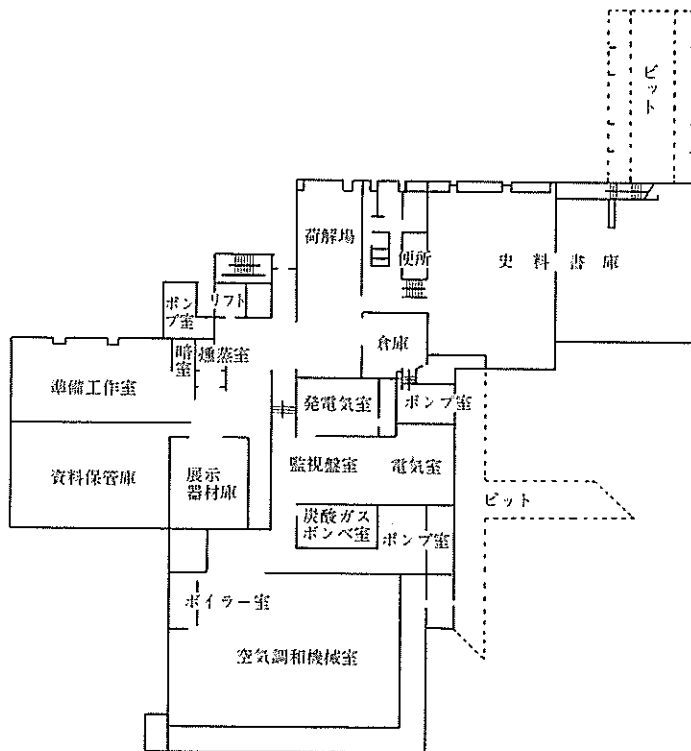 ピット
荷解場
便所
史料書庫
ポンプ室
リフト
暗室
燻蒸室
倉庫
準備工作室
発電気室
ポンプ室
資料保管庫
展示
器材庫
監視盤室
電気室
ピット
炭酸ガス
ボンベ室
ポンプ室
ボイラー室
空気調和機械室